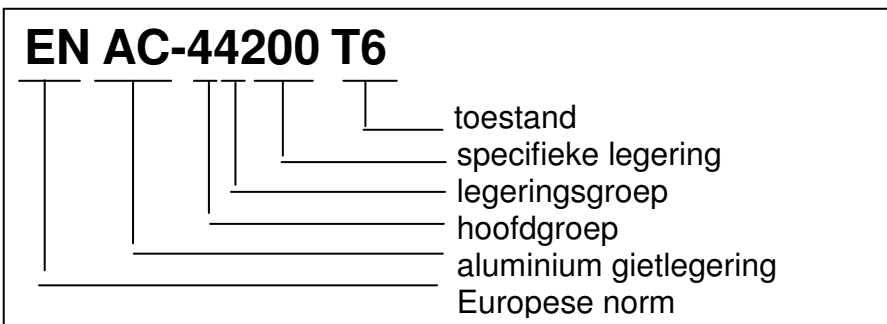 EN AC-44200 T6
toestand
specifieke legering
legeringsgroep
hoofdgroep
aluminium gietlegering
Europese norm